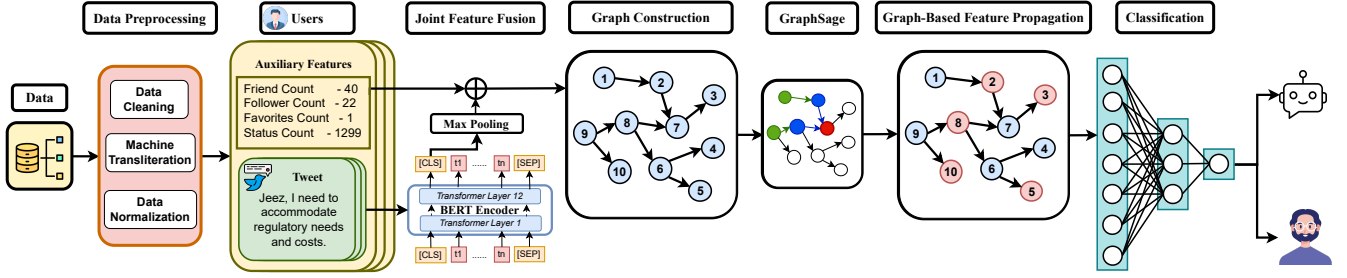 Data Preprocessing
Users
Joint Feature Fusion
Graph Construction
GraphSage
Graph-Based Feature Propagation
Classification
Data
Data
Cleaning
Machine
Transliteration
Data
Normalization
Auxiliary Features
Friend Count - 40
Follower Count - 22
Favorites Count - 1
Status Count - 1299
Tweet
Jeez, I need to
accommodate
regulatory needs
and costs.
Max Pooling
[CLS] t1 ...... tn [SEP]
Transformer Layer 12
BERT Encoder
Transformer Layer 1
[CLS] t1 ...... tn [SEP]
1
2
3
9
8
7
10
6
4
5
1
2
3
9
8
7
10
6
4
5